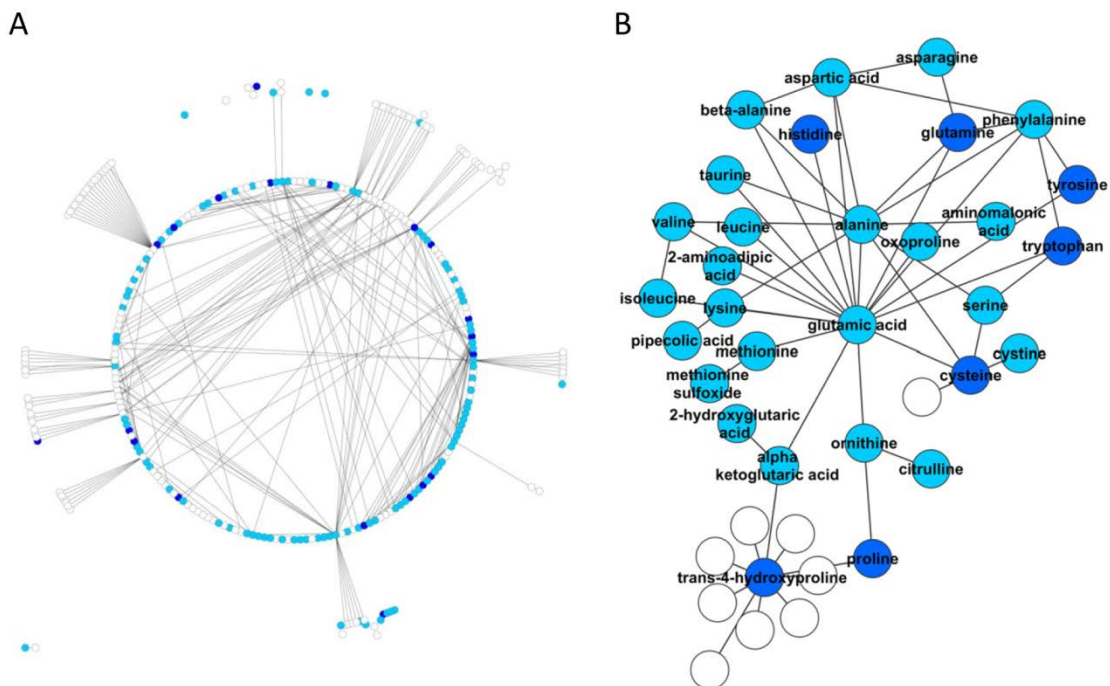 A
B
asparagine
aspartic acid
beta-alanine
phenylalanine
histidine
glutamine
taurine
tyrosine
valine
leucine
alanine
aminomalonic
acid
oxoproline
tryptophan
2-aminoadipic
acid
isoleucine
lysine
serine
glutamic acid
pipecolic acid
methionine
cystine
cysteine
methionine
sulfoxide
2-hydroxyglutaric
acid
ornithine
alpha
ketoglutaric acid
citrulline
proline
trans-4-hydroxyproline